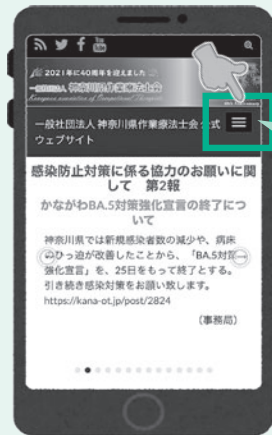 2021年に40周年を迎えました
一般社団法人 神奈川県作業療法士会
Kanagawa association of Occupational Therapists
一般社団法人 神奈川県作業療法士会 公式
ウェブサイト
感染防止対策に係る協力のお願いに関
して 第2報
かながわBA.5対策強化宣言の終了につ
いて
神奈川県では新規感染者数の減少や、病床
のひっ迫が改善したことから、「BA.5対策
強化宣言」を、25日をもって終了とする。
引き続き感染対策をお願い致します。
https://kana-ot.jp/post/2824
(事務局)